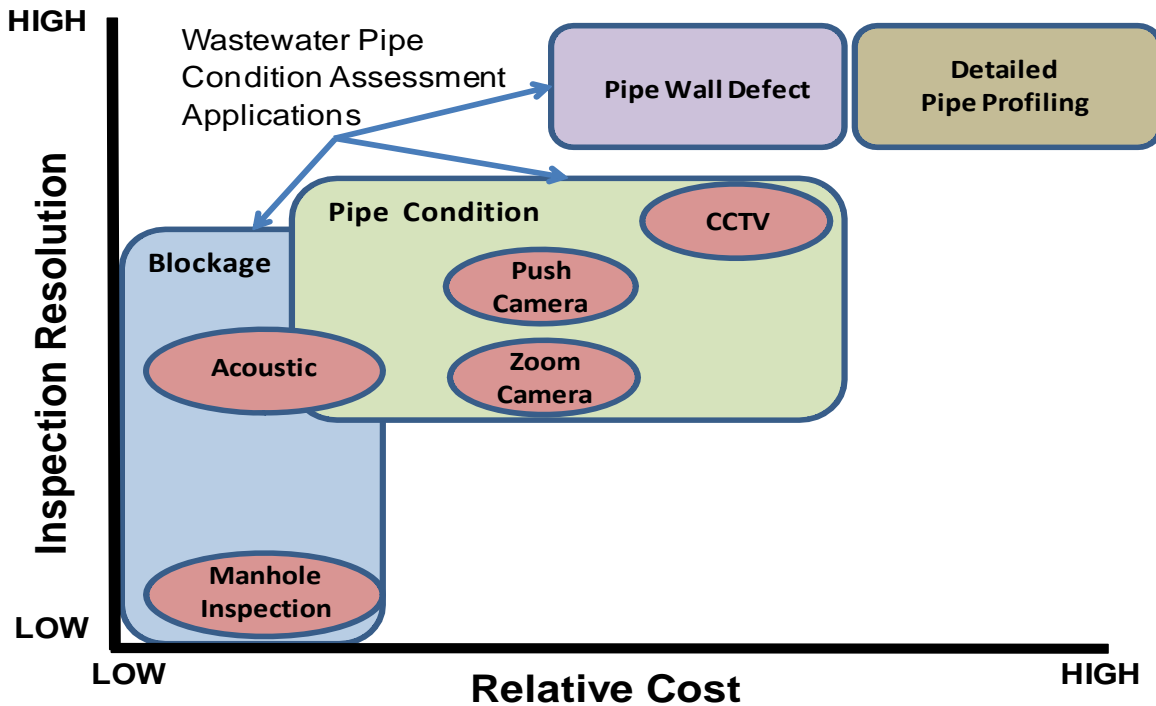 HIGH
Wastewater Pipe
Condition Assessment
Applications
Pipe Wall Defect
Detailed
Pipe Profiling
Pipe Condition
CCTV
Blockage
Push
Camera
Acoustic
Zoom
Camera
Manhole
Inspection
Inspection Resolution
LOW
LOW
HIGH
Relative Cost